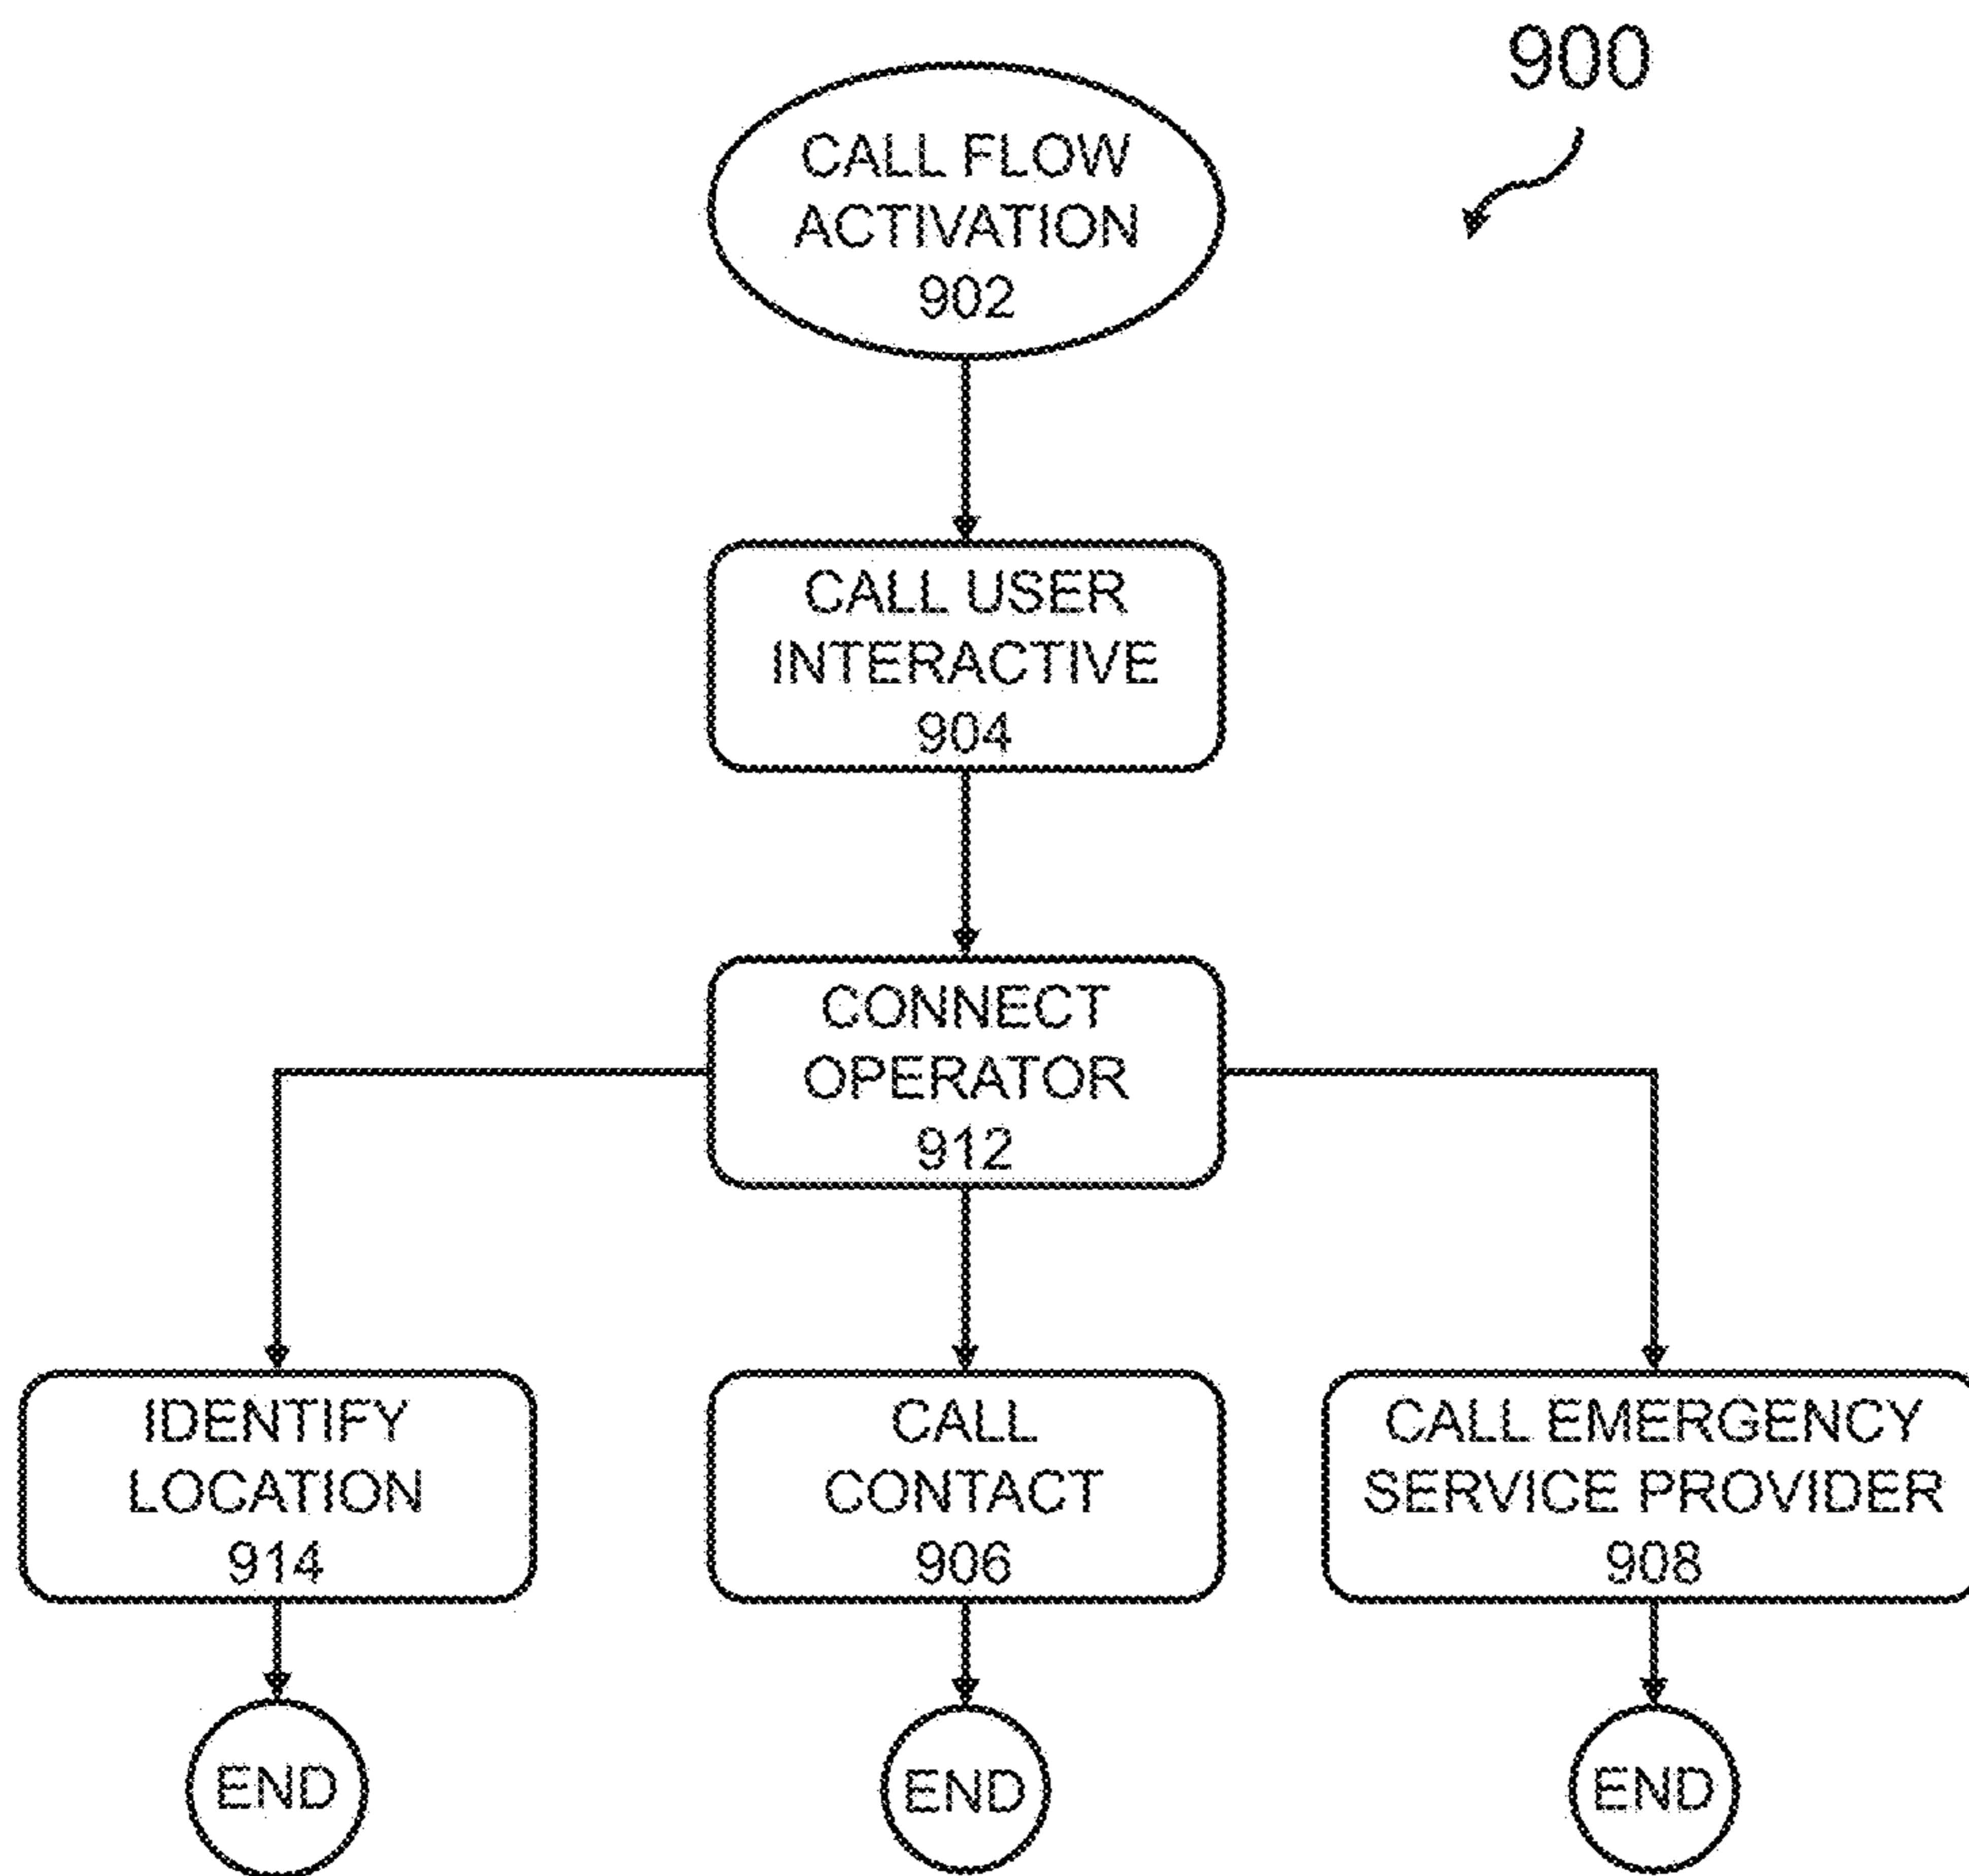 900
CALL FLOW
ACTIVATION
902
CALL USER
INTERACTIVE
904
CONNECT
OPERATOR
912
IDENTIFY
LOCATION
914
CALL
CONTACT
906
CALL EMERGENCY
SERVICE PROVIDER
908
END
END
END